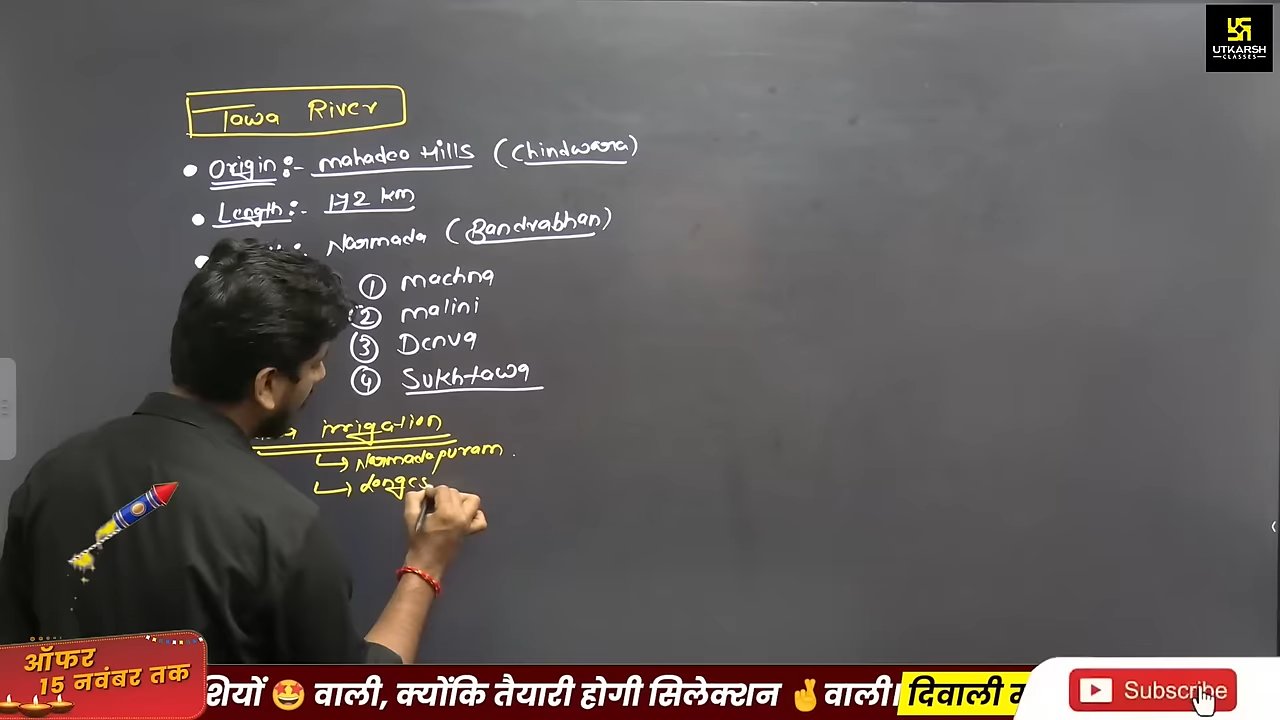 UTKARSH
CLASSES
Tawa River
• Origin :- mahadeo Hills (Chindwara)
• Length :- 172 km
• Narmada (Bandrabhan)
① machna
② malini
③ Denva
④ Sukhtawa
→ irrigation
↳ Narmadapuram.
↳ longes
ऑफर
15 नवंबर तक
शियों 🤩 वाली, क्योंकि तैयारी होगी सिलेक्शन 🤞 वाली। दिवाली
Subscribe